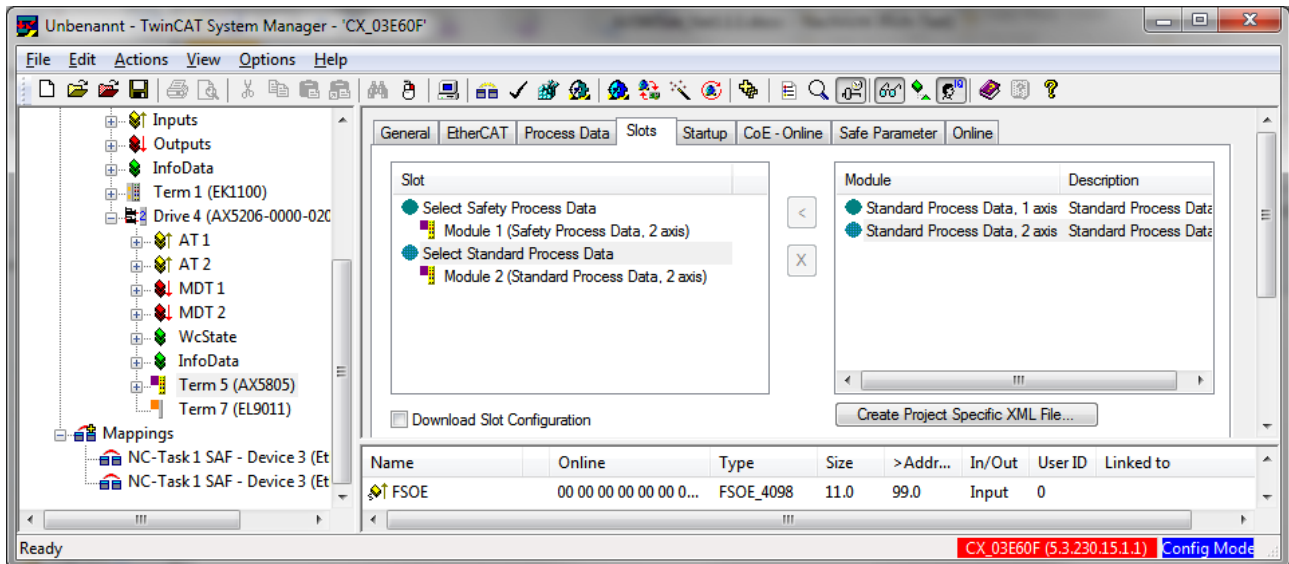 Unbenannt - TwinCAT System Manager - 'CX_03E60F'
File Edit Actions View Options Help
Inputs
Outputs
InfoData
Term 1 (EK1100)
Drive 4 (AX5206-0000-020
AT 1
AT 2
MDT 1
MDT 2
WcState
InfoData
Term 5 (AX5805)
Term 7 (EL9011)
Mappings
NC-Task 1 SAF - Device 3 (Et
NC-Task 1 SAF - Device 3 (Et
General EtherCAT Process Data Slots Startup CoE - Online Safe Parameter Online
Slot
Select Safety Process Data
Module 1 (Safety Process Data, 2 axis)
Select Standard Process Data
Module 2 (Standard Process Data, 2 axis)
<
X
Module Description
Standard Process Data, 1 axis Standard Process Data
Standard Process Data, 2 axis Standard Process Data
Download Slot Configuration
Create Project Specific XML File...
Name Online Type Size >Addr... In/Out User ID Linked to
FSOE 00 00 00 00 00 00 0... FSOE_4098 11.0 99.0 Input 0
Ready
CX_03E60F (5.3.230.15.1.1) Config Mode